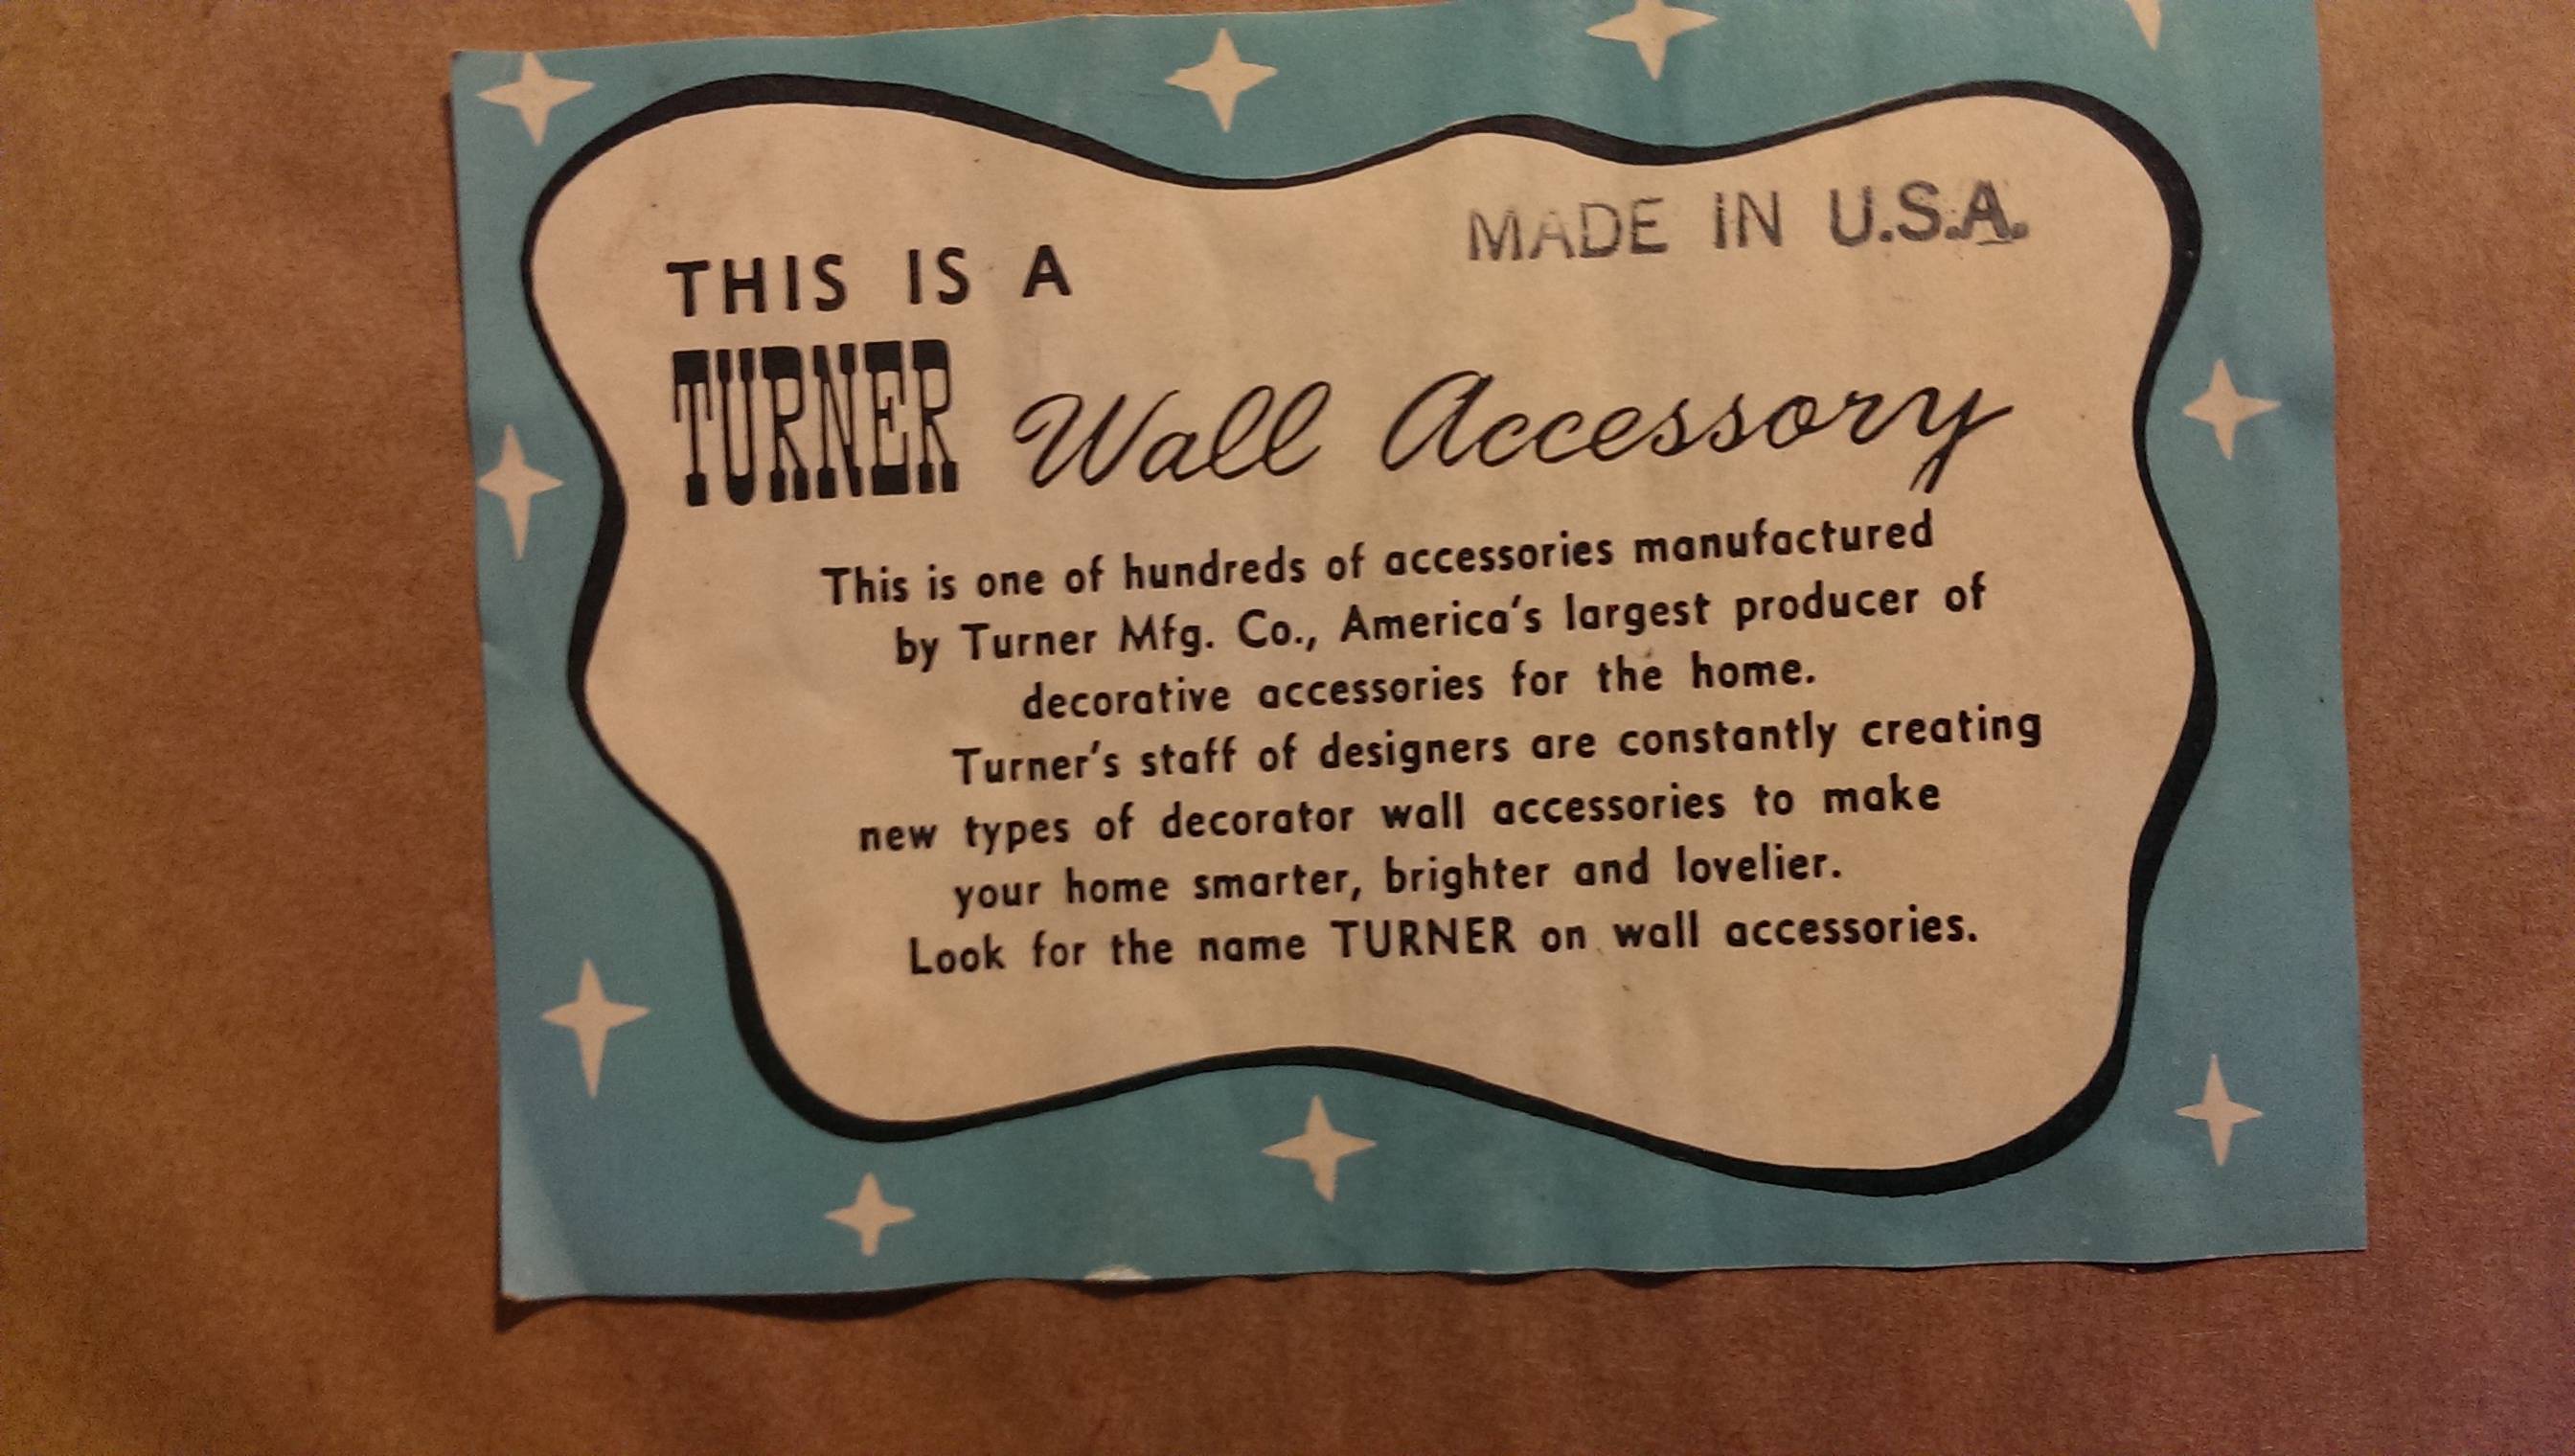 MADE IN U.S.A.
THIS IS A
TURNER Wall Accessory
This is one of hundreds of accessories manufactured
by Turner Mfg. Co., America's largest producer of
decorative accessories for the home.
Turner's staff of designers are constantly creating
new types of decorator wall accessories to make
your home smarter, brighter and lovelier.
Look for the name TURNER on wall accessories.